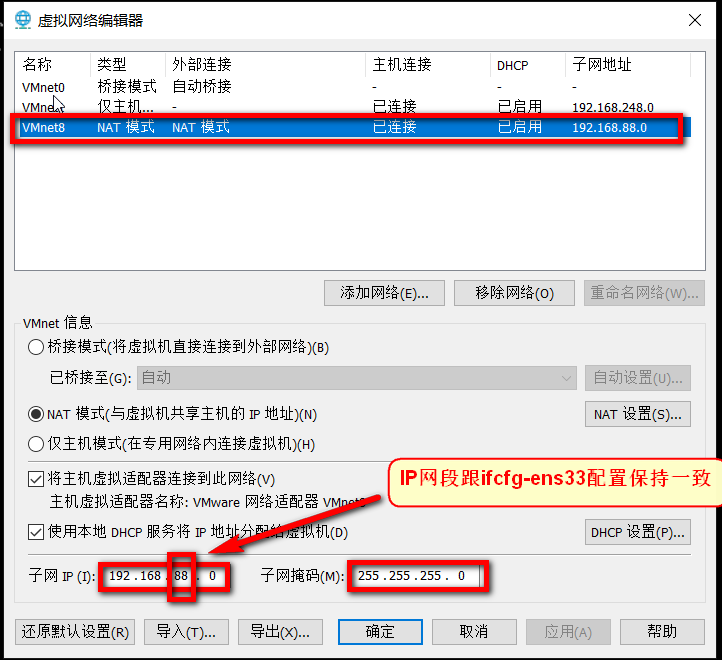 虚拟网络编辑器
名称 类型 外部连接 主机连接 DHCP 子网地址
VMnet0 桥接模式 自动桥接 - - -
VMne 仅主机... - 已连接 已启用 192.168.248.0
VMnet8 NAT 模式 NAT 模式 已连接 已启用 192.168.88.0
添加网络(E)... 移除网络(O) 重命名网络(W)...
VMnet 信息
桥接模式(将虚拟机直接连接到外部网络)(B)
已桥接至(G): 自动 自动设置(U)...
NAT 模式(与虚拟机共享主机的 IP 地址)(N) NAT 设置(S)...
仅主机模式(在专用网络内连接虚拟机)(H)
将主机虚拟适配器连接到此网络(V)
IP网段跟ifcfg-ens33配置保持一致
主机虚拟适配器名称: VMware 网络适配器 VMnet8
使用本地 DHCP 服务将 IP 地址分配给虚拟机(D) DHCP 设置(P)...
子网 IP (I): 192 .168 . 88 . 0 子网掩码(M): 255 .255 .255 . 0
还原默认设置(R) 导入(T)... 导出(X)... 确定 取消 应用(A) 帮助